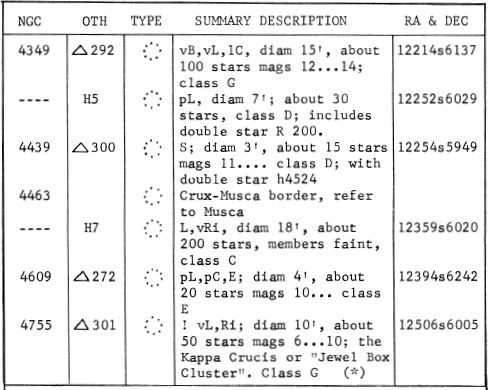 NGC OTH TYPE SUMMARY DESCRIPTION RA & DEC
4349 △292 vB,vL,lC, diam 15', about 12214s6137
100 stars mags 12...14;
class G
---- H5 pL, diam 7'; about 30 12252s6029
stars, class D; includes
double star R 200.
4439 △300 S; diam 3', about 15 stars 12254s5949
mags 11.... class D; with
double star h4524
4463 Crux-Musca border, refer
to Musca
---- H7 L,vRi, diam 18', about 12359s6020
200 stars, members faint,
class C
4609 △272 pL,pC,E; diam 4', about 12394s6242
20 stars mags 10... class
E
4755 △301 ! vL,Ri; diam 10', about 12506s6005
50 stars mags 6...10; the
Kappa Crucis or "Jewel Box
Cluster". Class G (*)